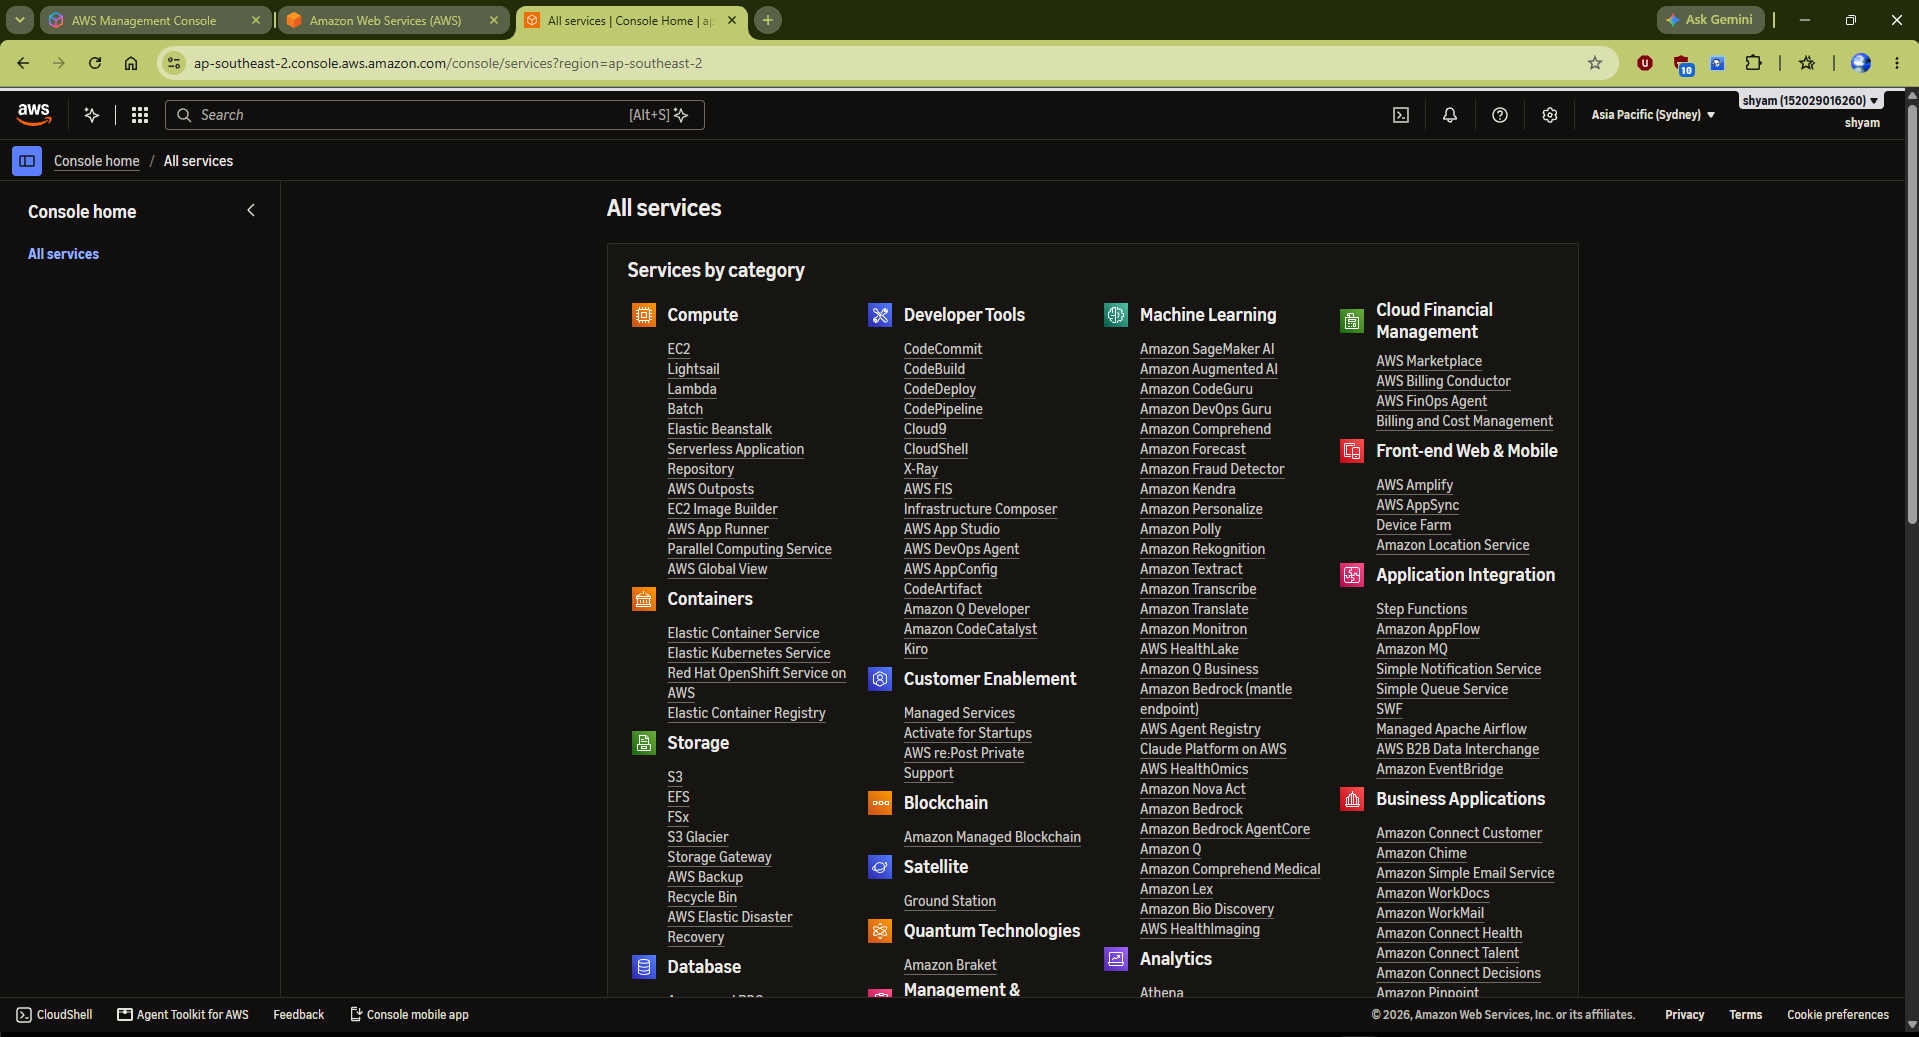 AWS Management Console
Amazon Web Services (AWS)
All services | Console Home | ap
Ask Gemini
ap-southeast-2.console.aws.amazon.com/console/services?region=ap-southeast-2
10
aws
Search
[Alt+S]
Asia Pacific (Sydney)
shyam (152029016260)
shyam
Console home / All services
Console home
All services
All services
Services by category
Compute
EC2
Lightsail
Lambda
Batch
Elastic Beanstalk
Serverless Application
Repository
AWS Outposts
EC2 Image Builder
AWS App Runner
Parallel Computing Service
AWS Global View
Containers
Elastic Container Service
Elastic Kubernetes Service
Red Hat OpenShift Service on
AWS
Elastic Container Registry
Storage
S3
EFS
FSx
S3 Glacier
Storage Gateway
AWS Backup
Recycle Bin
AWS Elastic Disaster
Recovery
Database
Developer Tools
CodeCommit
CodeBuild
CodeDeploy
CodePipeline
Cloud9
CloudShell
X-Ray
AWS FIS
Infrastructure Composer
AWS App Studio
AWS DevOps Agent
AWS AppConfig
CodeArtifact
Amazon Q Developer
Amazon CodeCatalyst
Kiro
Customer Enablement
Managed Services
Activate for Startups
AWS re:Post Private
Support
Blockchain
Amazon Managed Blockchain
Satellite
Ground Station
Quantum Technologies
Amazon Braket
Management &
Machine Learning
Amazon SageMaker AI
Amazon Augmented AI
Amazon CodeGuru
Amazon DevOps Guru
Amazon Comprehend
Amazon Forecast
Amazon Fraud Detector
Amazon Kendra
Amazon Personalize
Amazon Polly
Amazon Rekognition
Amazon Textract
Amazon Transcribe
Amazon Translate
Amazon Monitron
AWS HealthLake
Amazon Q Business
Amazon Bedrock (mantle
endpoint)
AWS Agent Registry
Claude Platform on AWS
AWS HealthOmics
Amazon Nova Act
Amazon Bedrock
Amazon Bedrock AgentCore
Amazon Q
Amazon Comprehend Medical
Amazon Lex
Amazon Bio Discovery
AWS HealthImaging
Analytics
Athena
Cloud Financial
Management
AWS Marketplace
AWS Billing Conductor
AWS FinOps Agent
Billing and Cost Management
Front-end Web & Mobile
AWS Amplify
AWS AppSync
Device Farm
Amazon Location Service
Application Integration
Step Functions
Amazon AppFlow
Amazon MQ
Simple Notification Service
Simple Queue Service
SWF
Managed Apache Airflow
AWS B2B Data Interchange
Amazon EventBridge
Business Applications
Amazon Connect Customer
Amazon Chime
Amazon Simple Email Service
Amazon WorkDocs
Amazon WorkMail
Amazon Connect Health
Amazon Connect Talent
Amazon Connect Decisions
Amazon Pinpoint
CloudShell
Agent Toolkit for AWS
Feedback
Console mobile app
© 2026, Amazon Web Services, Inc. or its affiliates.
Privacy
Terms
Cookie preferences